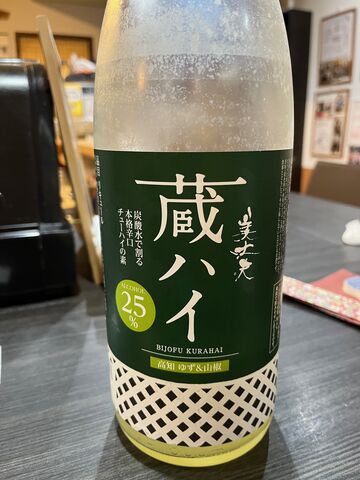 美丈夫
蔵ハイ
炭酸水で割る
本格辛口
チューハイの素
ALCOHOL
25
%
BIJOFU KURAHAI
高知 ゆず&山椒